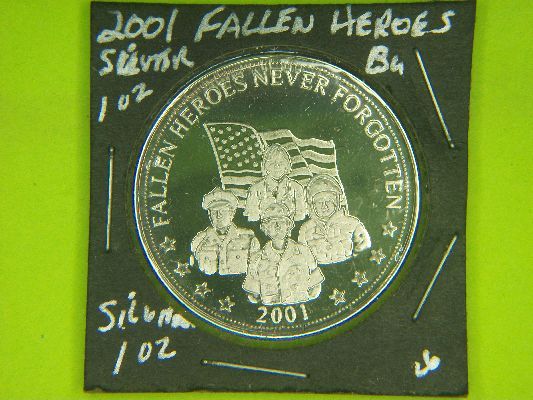 2001 FALLEN HEROES
SILVER BU
1 OZ
FALLEN HEROES NEVER FORGOTTEN
2001
SILVER
1 OZ